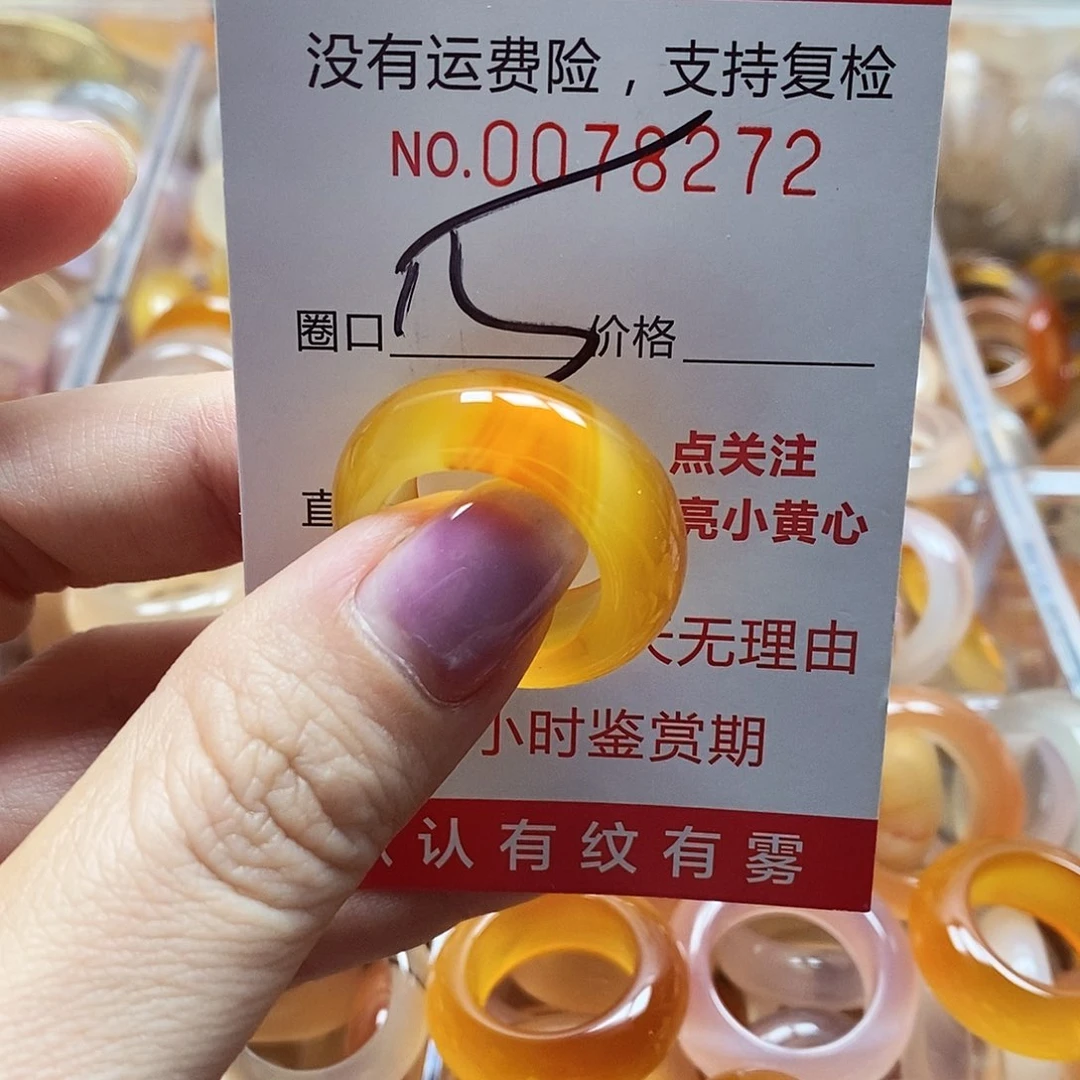 没有运费险，支持复检
NO.0078272
圈口 价格
点关注
直 亮小黄心
天无理由
小时鉴赏期
认有纹有雾